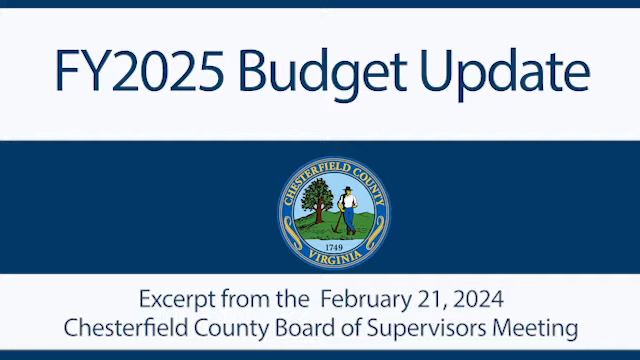 FY2025 Budget Update
CHESTERFIELD COUNTY
1749
VIRGINIA
Excerpt from the  February 21, 2024
Chesterfield County Board of Supervisors Meeting